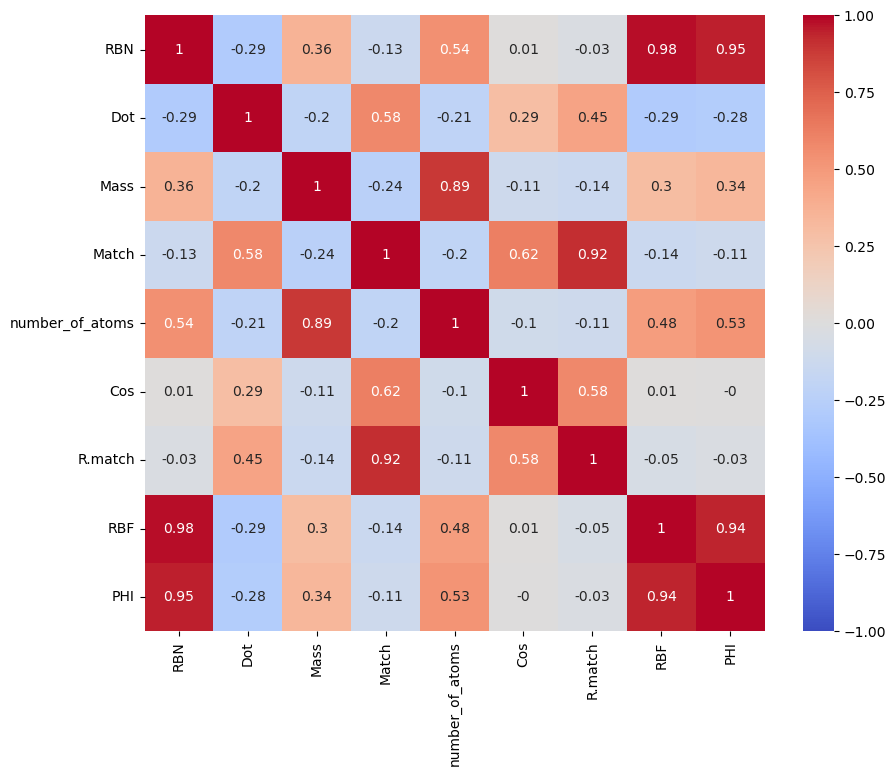 RBN 1 -0.29 0.36 -0.13 0.54 0.01 -0.03 0.98 0.95
Dot -0.29 1 -0.2 0.58 -0.21 0.29 0.45 -0.29 -0.28
Mass 0.36 -0.2 1 -0.24 0.89 -0.11 -0.14 0.3 0.34
Match -0.13 0.58 -0.24 1 -0.2 0.62 0.92 -0.14 -0.11
number_of_atoms 0.54 -0.21 0.89 -0.2 1 -0.1 -0.11 0.48 0.53
Cos 0.01 0.29 -0.11 0.62 -0.1 1 0.58 0.01 -0
R.match -0.03 0.45 -0.14 0.92 -0.11 0.58 1 -0.05 -0.03
RBF 0.98 -0.29 0.3 -0.14 0.48 0.01 -0.05 1 0.94
PHI 0.95 -0.28 0.34 -0.11 0.53 -0 -0.03 0.94 1
RBN Dot Mass Match number_of_atoms Cos R.match RBF PHI
1.00
0.75
0.50
0.25
0.00
−0.25
−0.50
−0.75
−1.00